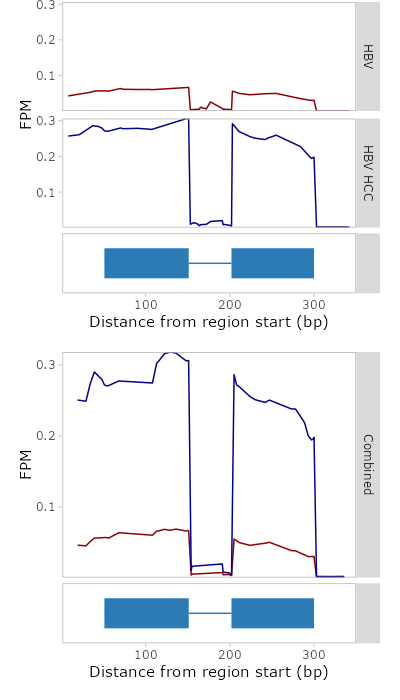 0.3
0.2
0.1
HBV
FPM
0.3
0.2
0.1
HBV HCC
100
200
300
Distance from region start (bp)
0.3
0.2
0.1
FPM
Combined
100
200
300
Distance from region start (bp)